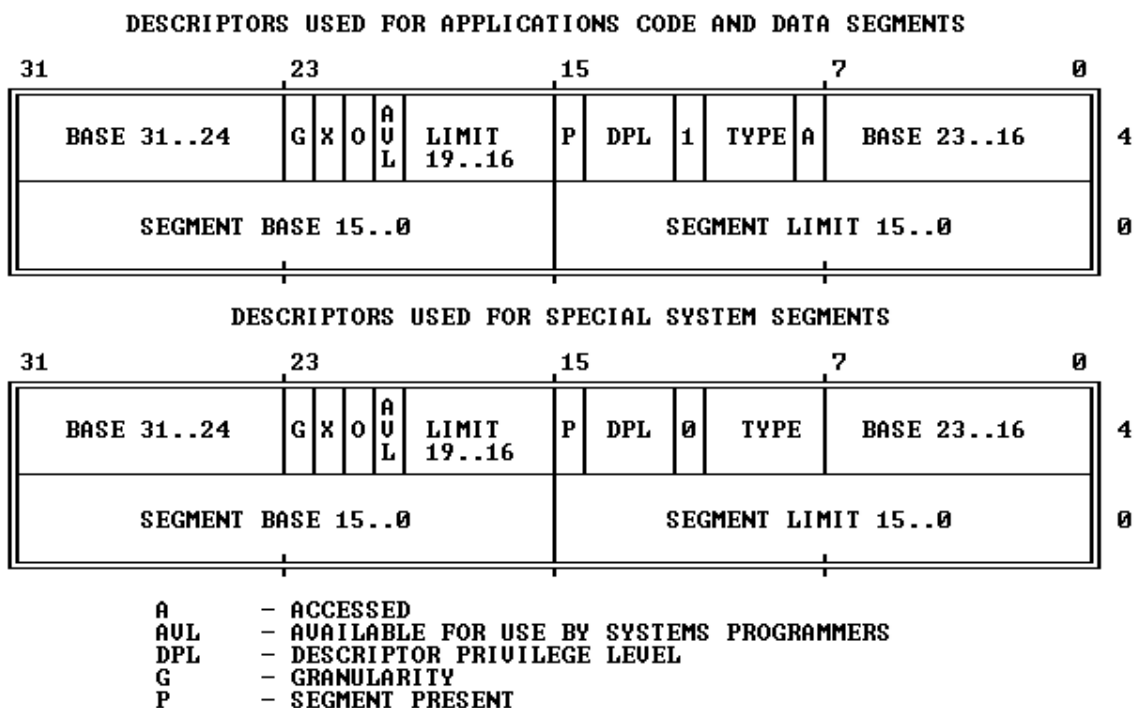 DESCRIPTORS USED FOR APPLICATIONS CODE AND DATA SEGMENTS
31 23 15 7 0
BASE 31..24 G X O AVL LIMIT 19..16 P DPL 1 TYPE A BASE 23..16 4
SEGMENT BASE 15..0 SEGMENT LIMIT 15..0 0
DESCRIPTORS USED FOR SPECIAL SYSTEM SEGMENTS
31 23 15 7 0
BASE 31..24 G X O AVL LIMIT 19..16 P DPL 0 TYPE BASE 23..16 4
SEGMENT BASE 15..0 SEGMENT LIMIT 15..0 0
A - ACCESSED
AVL - AVAILABLE FOR USE BY SYSTEMS PROGRAMMERS
DPL - DESCRIPTOR PRIVILEGE LEVEL
G - GRANULARITY
P - SEGMENT PRESENT